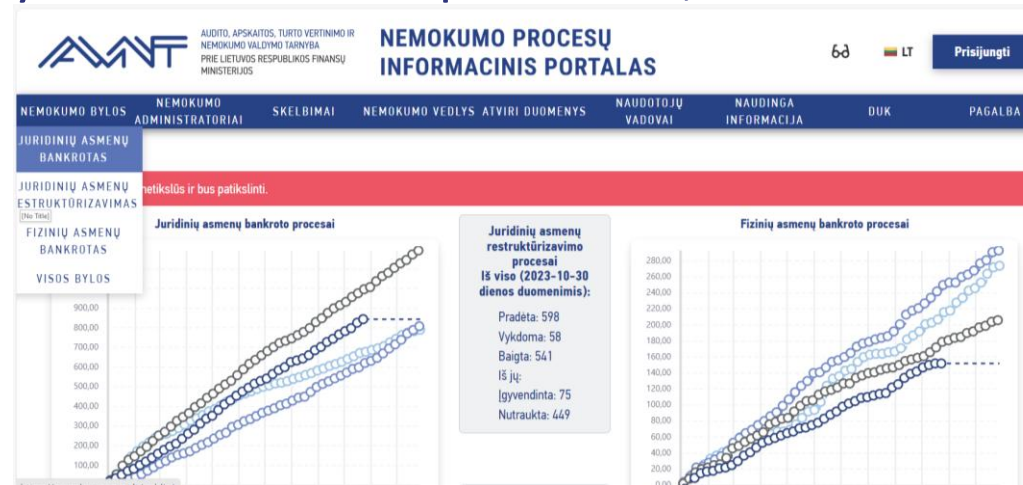 AVNT
AUDITO, APSKAITOS, TURTO VERTINIMO IR
NEMOKUMO VALDYMO TARNYBA
PRIE LIETUVOS RESPUBLIKOS FINANSŲ
MINISTERIJOS
NEMOKUMO PROCESŲ
INFORMACINIS PORTALAS
LT
Prisijungti
NEMOKUMO BYLOS
NEMOKUMO
ADMINISTRATORIAI
SKELBIMAI
NEMOKUMO VEDLYS
ATVIRI DUOMENYS
NAUDOTOJŲ
VADOVAI
NAUDINGA
INFORMACIJA
DUK
PAGALBA
JURIDINIŲ ASMENŲ
BANKROTAS
JURIDINIŲ ASMENŲ
ESTRUKTŪRIZAVIMAS
[No Title]
FIZINIŲ ASMENŲ
BANKROTAS
VISOS BYLOS
netikslūs ir bus patikslinti.
Juridinių asmenų bankroto procesai
900,00
800,00
700,00
600,00
500,00
400,00
300,00
200,00
100,00
Juridinių asmenų
restruktūrizavimo
procesai
Iš viso (2023-10-30
dienos duomenimis):
Pradėta: 598
Vykdoma: 58
Baigta: 541
Iš jų:
Įgyvendinta: 75
Nutraukta: 449
Fizinių asmenų bankroto procesai
280,00
260,00
240,00
220,00
200,00
180,00
160,00
140,00
120,00
100,00
80,00
60,00
40,00
20,00
0,00